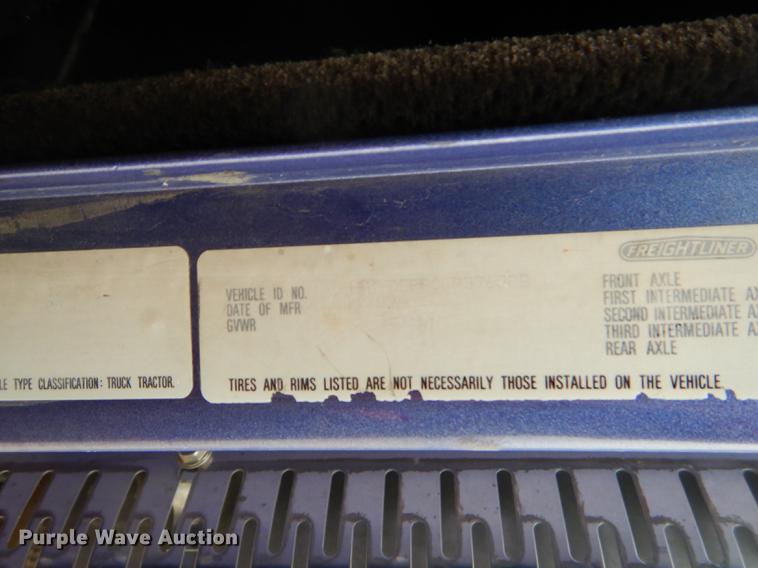 FREIGHTLINER
VEHICLE ID NO.
FRONT AXLE
DATE OF MFR
FIRST INTERMEDIATE
GVWR
SECOND INTERMEDIATE
THIRD INTERMEDIATE
REAR AXLE
LE TYPE CLASSIFICATION: TRUCK TRACTOR.
TIRES AND RIMS LISTED ARE NOT NECESSARILY THOSE INSTALLED ON THE VEHICLE.
Purple Wave Auction